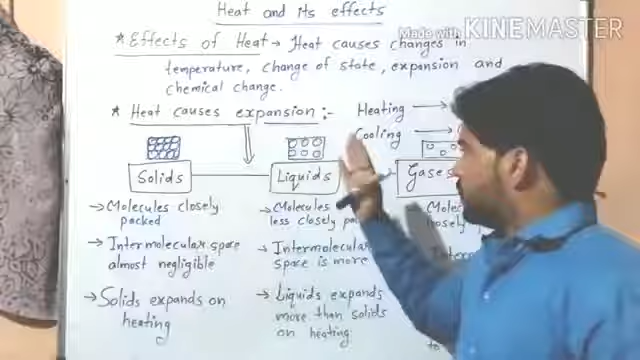 Heat and its effects
Made with KINEMASTER
* Effects of Heat → Heat causes changes in
temperature, change of state, expansion and
chemical change.
* Heat causes expansion :-
Heating →
Cooling →
Solids
Liquids
Gases
→ Molecules closely
packed
→ Intermolecular space
almost negligible
→ Solids expands on
heating
→ Molecules
less closely
→ Intermolecular
space is more
→ Liquids expands
more than solids
on heating
loosely
to